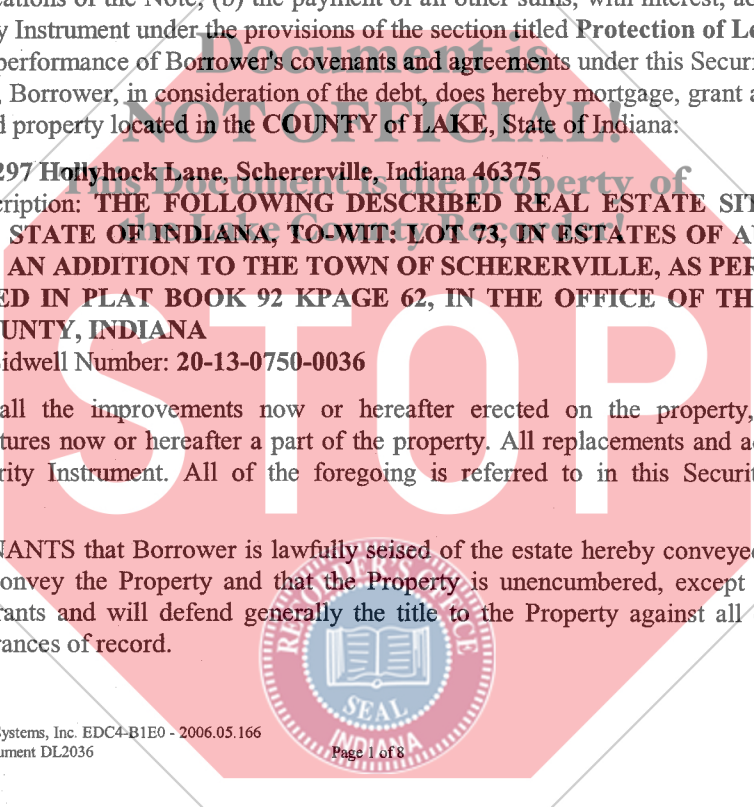 ations of the Note; (b) the payment of all other sums, with interest, ad
y Instrument under the provisions of the section titled Protection of Le
performance of Borrower's covenants and agreements under this Securi
, Borrower, in consideration of the debt, does hereby mortgage, grant a
d property located in the COUNTY of LAKE, State of Indiana:
297 Hollyhock Lane, Schererville, Indiana 46375
cription: THE FOLLOWING DESCRIBED REAL ESTATE SIT
STATE OF INDIANA, TO-WIT: LOT 73, IN ESTATES OF A
AN ADDITION TO THE TOWN OF SCHERERVILLE, AS PER
ED IN PLAT BOOK 92 KPAGE 62, IN THE OFFICE OF TH
UNTY, INDIANA
idwell Number: 20-13-0750-0036
all the improvements now or hereafter erected on the property,
tures now or hereafter a part of the property. All replacements and a
rity Instrument. All of the foregoing is referred to in this Securit
NANTS that Borrower is lawfully seised of the estate hereby conveyed
onvey the Property and that the Property is unencumbered, except
rants and will defend generally the title to the Property against all
rances of record.
ystems, Inc. EDC4-B1E0 - 2006.05.166
ument DL2036
Page 1 of 8
Document is
NOT OFFICIAL!
This Document is the property of
the Lake County Recorder!
STOP
RECORDER'S OFFICE
SEAL
INDIANA